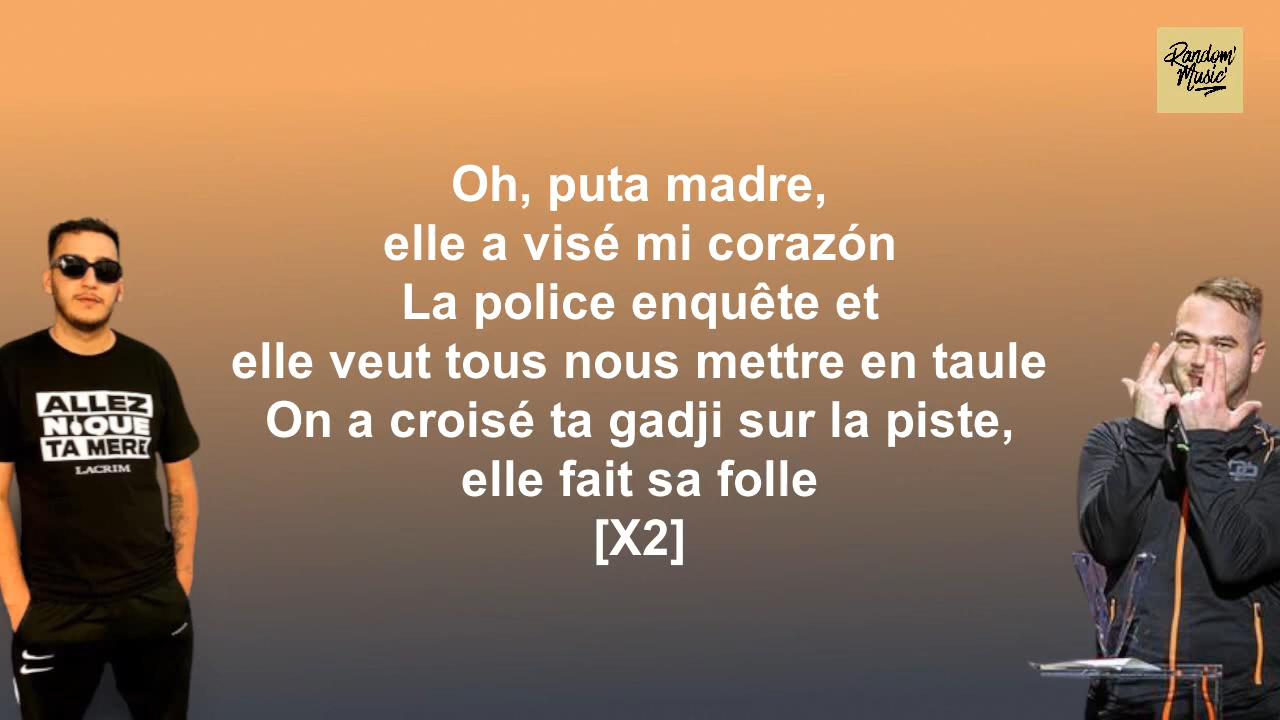 Random'
Music'
Oh, puta madre,
elle a visé mi corazón
La police enquête et
elle veut tous nous mettre en taule
On a croisé ta gadji sur la piste,
elle fait sa folle
[X2]
ALLEZ
NIQUE
TA MERE
LACRIM